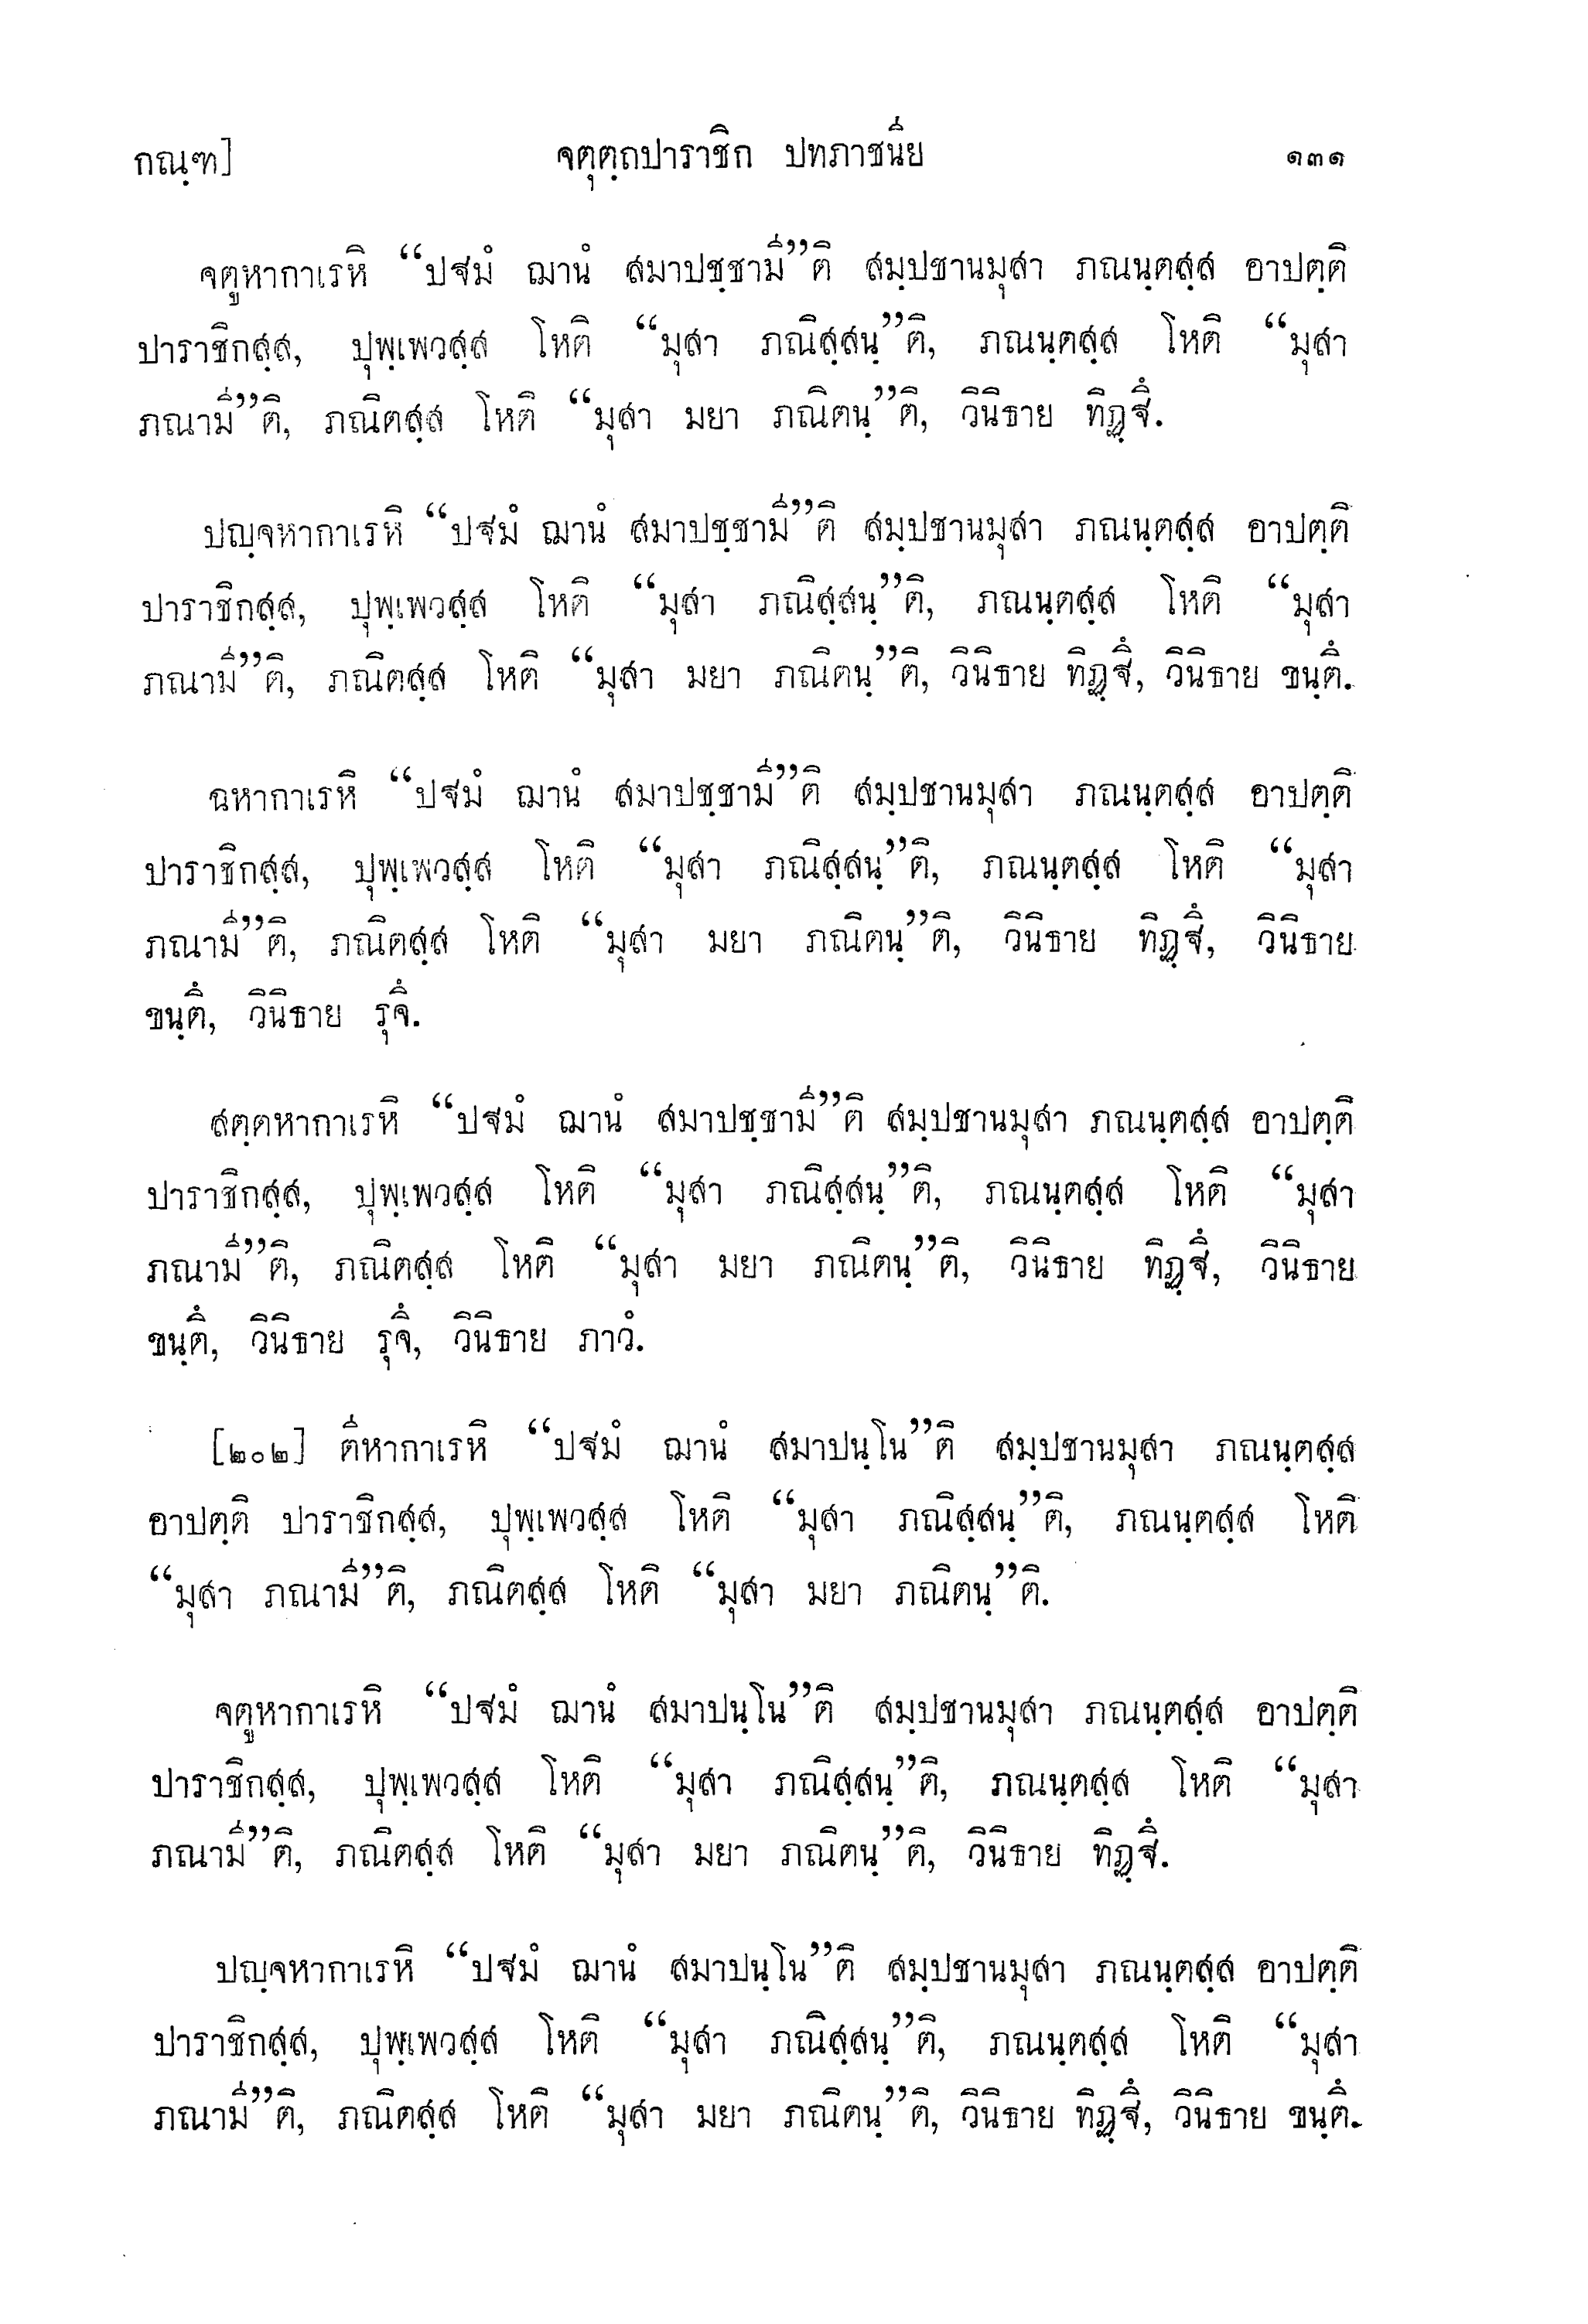 กณฺฑ] จตุตฺถปาราชิก ปทภาชนีย ๑๓๑
จตูหากาเรหิ “ปฐมํ ฌานํ สมาปชฺชามี”ติ สมฺปชานมุสา ภณนฺตสฺส อาปตฺติ
ปาราชิกสฺส, ปุพฺเพวสฺส โหติ “มุสา ภณิสฺสนฺ”ติ, ภณนฺตสฺส โหติ “มุสา
ภณามี”ติ, ภณิตสฺส โหติ “มุสา มยา ภณิตนฺ”ติ, วินิธาย ทิฏฺฐึ.
ปญฺจหากาเรหิ “ปฐมํ ฌานํ สมาปชฺชามี”ติ สมฺปชานมุสา ภณนฺตสฺส อาปตฺติ
ปาราชิกสฺส, ปุพฺเพวสฺส โหติ “มุสา ภณิสฺสนฺ”ติ, ภณนฺตสฺส โหติ “มุสา
ภณามี”ติ, ภณิตสฺส โหติ “มุสา มยา ภณิตนฺ”ติ, วินิธาย ทิฏฺฐึ, วินิธาย ขนฺตึ.
ฉหากาเรหิ “ปฐมํ ฌานํ สมาปชฺชามี”ติ สมฺปชานมุสา ภณนฺตสฺส อาปตฺติ
ปาราชิกสฺส, ปุพฺเพวสฺส โหติ “มุสา ภณิสฺสนฺ”ติ, ภณนฺตสฺส โหติ “มุสา
ภณามี”ติ, ภณิตสฺส โหติ “มุสา มยา ภณิตนฺ”ติ, วินิธาย ทิฏฺฐึ, วินิธาย
ขนฺตึ, วินิธาย รุจึ.
สตฺตหากาเรหิ “ปฐมํ ฌานํ สมาปชฺชามี”ติ สมฺปชานมุสา ภณนฺตสฺส อาปตฺติ
ปาราชิกสฺส, ปุพฺเพวสฺส โหติ “มุสา ภณิสฺสนฺ”ติ, ภณนฺตสฺส โหติ “มุสา
ภณามี”ติ, ภณิตสฺส โหติ “มุสา มยา ภณิตนฺ”ติ, วินิธาย ทิฏฺฐึ, วินิธาย
ขนฺตึ, วินิธาย รุจึ, วินิธาย ภาวํ.
[๒๐๒] ตีหากาเรหิ “ปฐมํ ฌานํ สมาปนฺโน”ติ สมฺปชานมุสา ภณนฺตสฺส
อาปตฺติ ปาราชิกสฺส, ปุพฺเพวสฺส โหติ “มุสา ภณิสฺสนฺ”ติ, ภณนฺตสฺส โหติ
“มุสา ภณามี”ติ, ภณิตสฺส โหติ “มุสา มยา ภณิตนฺ”ติ.
จตูหากาเรหิ “ปฐมํ ฌานํ สมาปนฺโน”ติ สมฺปชานมุสา ภณนฺตสฺส อาปตฺติ
ปาราชิกสฺส, ปุพฺเพวสฺส โหติ “มุสา ภณิสฺสนฺ”ติ, ภณนฺตสฺส โหติ “มุสา
ภณามี”ติ, ภณิตสฺส โหติ “มุสา มยา ภณิตนฺ”ติ, วินิธาย ทิฏฺฐึ.
ปญฺจหากาเรหิ “ปฐมํ ฌานํ สมาปนฺโน”ติ สมฺปชานมุสา ภณนฺตสฺส อาปตฺติ
ปาราชิกสฺส, ปุพฺเพวสฺส โหติ “มุสา ภณิสฺสนฺ”ติ, ภณนฺตสฺส โหติ “มุสา
ภณามี”ติ, ภณิตสฺส โหติ “มุสา มยา ภณิตนฺ”ติ, วินิธาย ทิฏฺฐึ, วินิธาย ขนฺตึ.